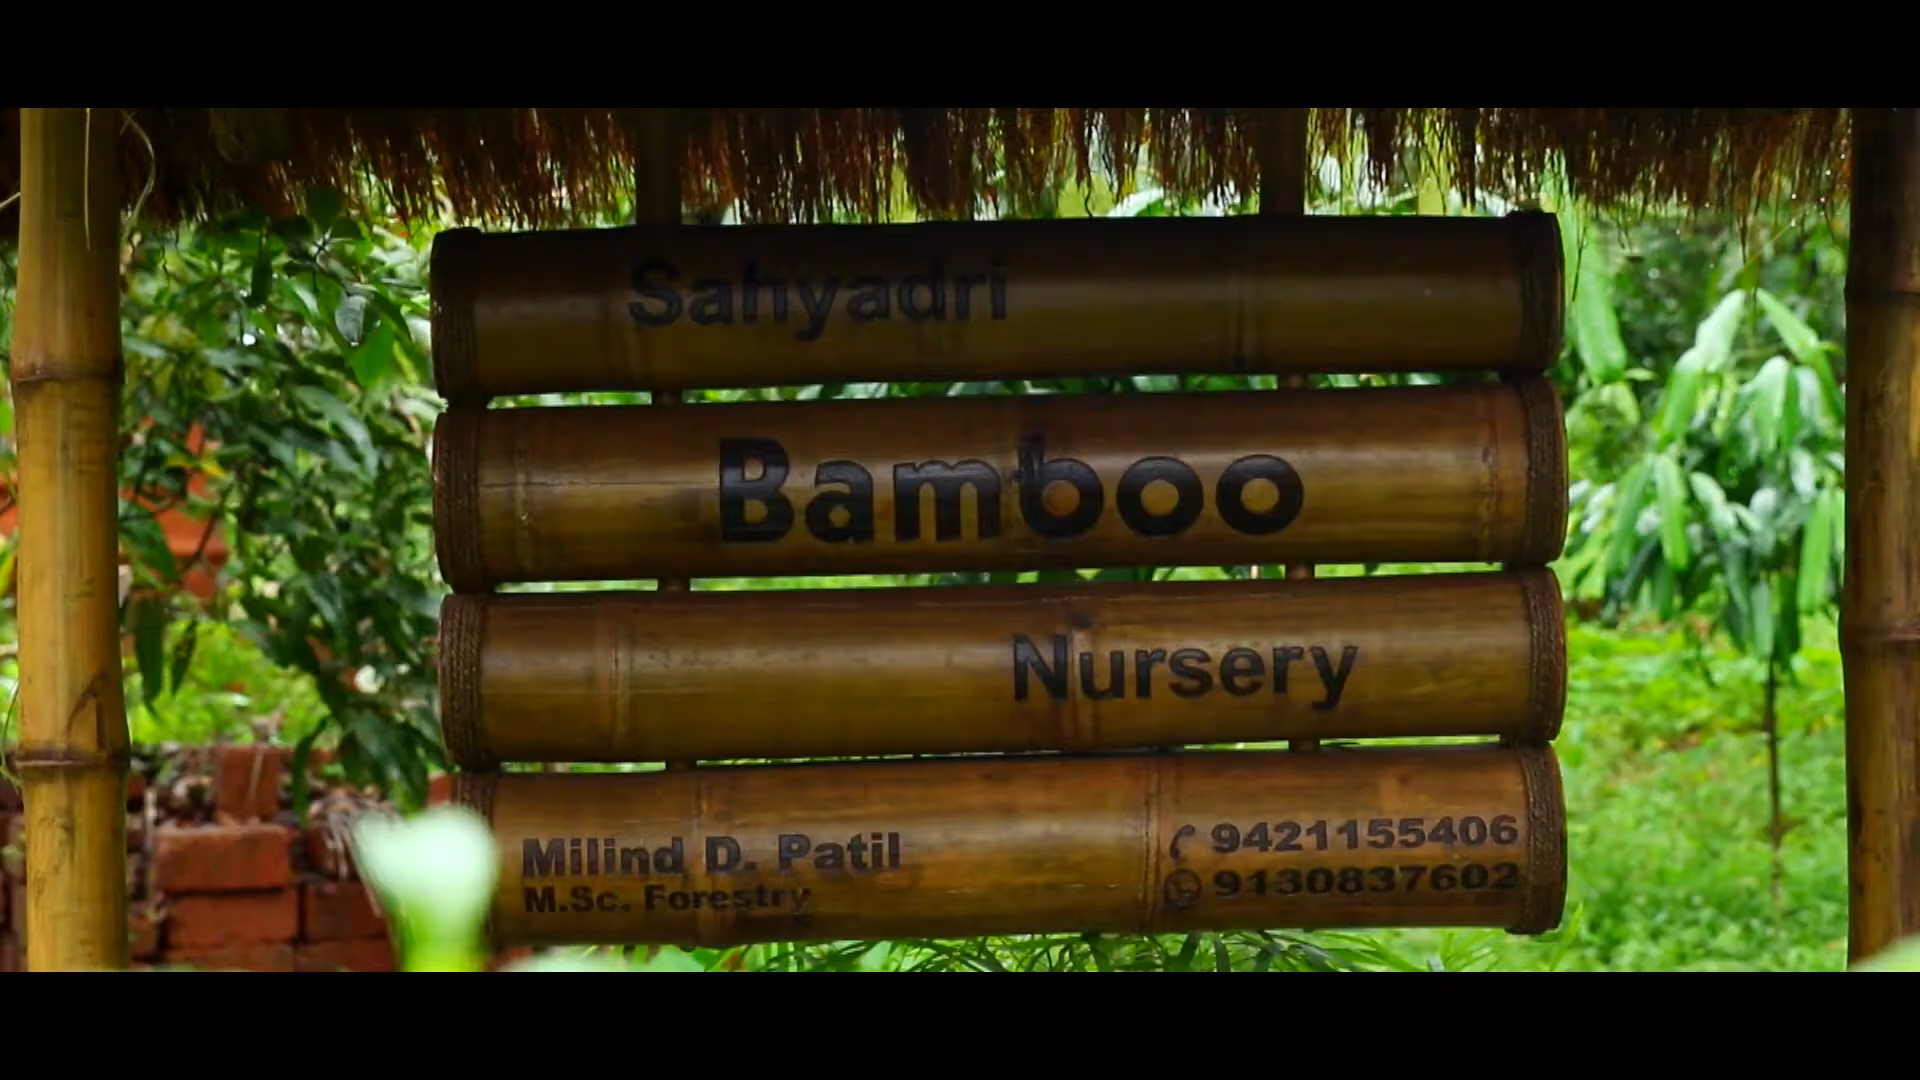 Sahyadri
Bamboo
Nursery
Milind D. Patil
M.Sc. Forestry
9421155406
9130837602